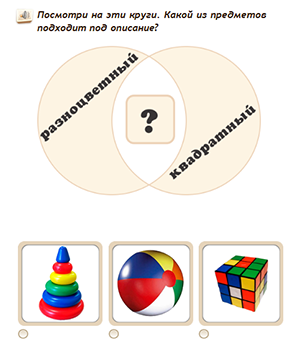 Посмотри на эти круги. Какой из предметов
подходит под описание?
разноцветный
?
квадратный